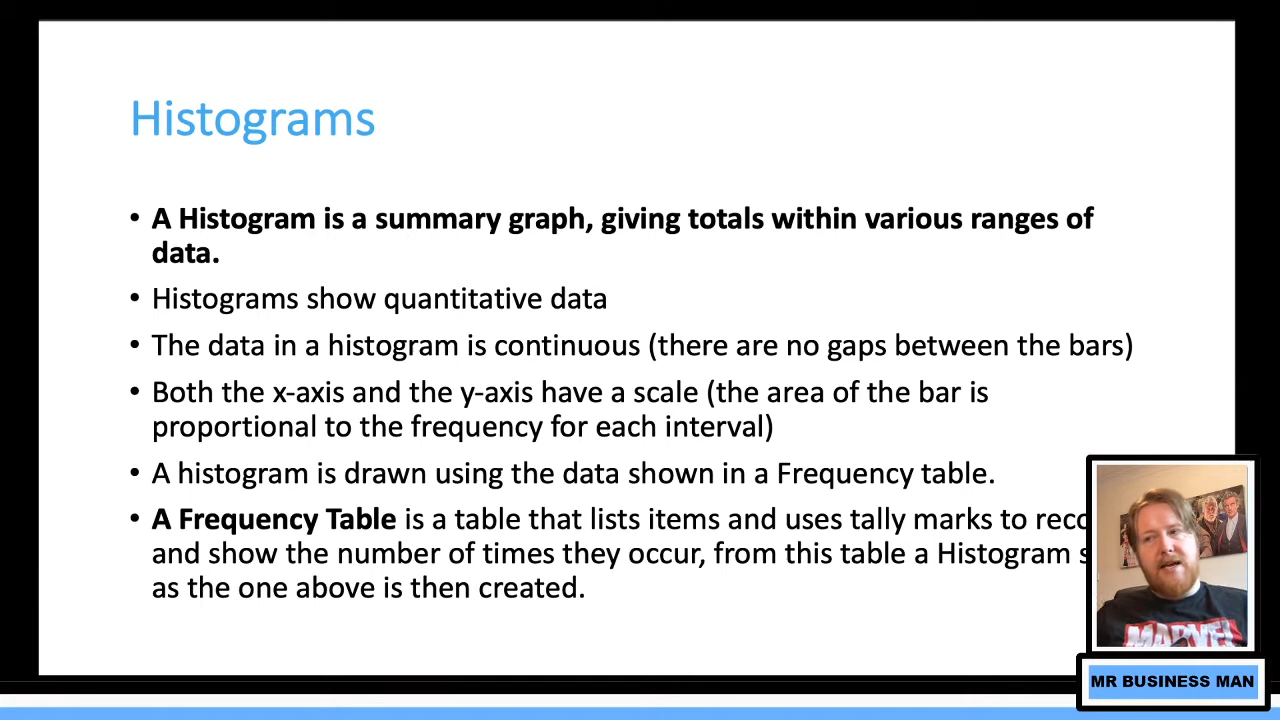 Histograms
• A Histogram is a summary graph, giving totals within various ranges of
data.
• Histograms show quantitative data
• The data in a histogram is continuous (there are no gaps between the bars)
• Both the x-axis and the y-axis have a scale (the area of the bar is
proportional to the frequency for each interval)
• A histogram is drawn using the data shown in a Frequency table.
• A Frequency Table is a table that lists items and uses tally marks to
and show the number of times they occur, from this table a Histogram
as the one above is then created.
MARVEL
MR BUSINESS MAN